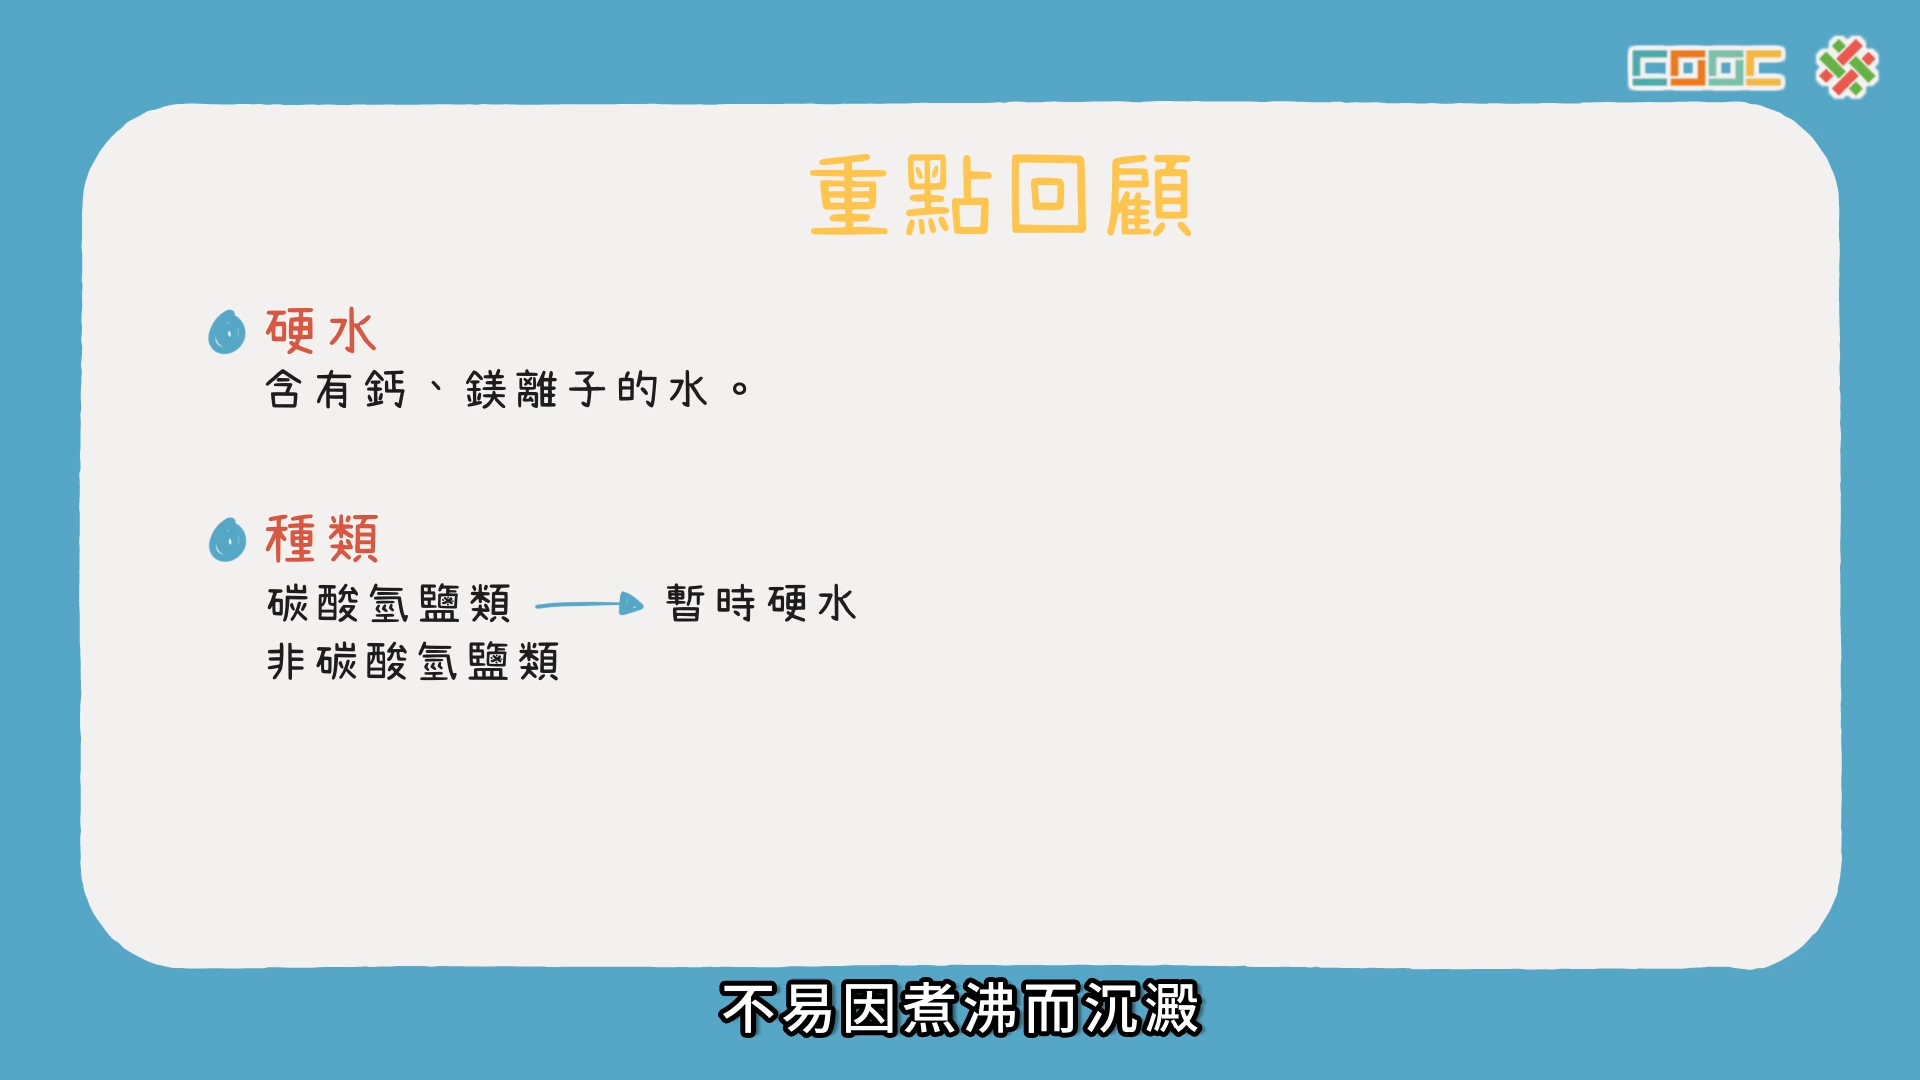 COOC
重點回顧
硬水
含有鈣、鎂離子的水。
種類
碳酸氫鹽類 → 暫時硬水
非碳酸氫鹽類
不易因煮沸而沉澱